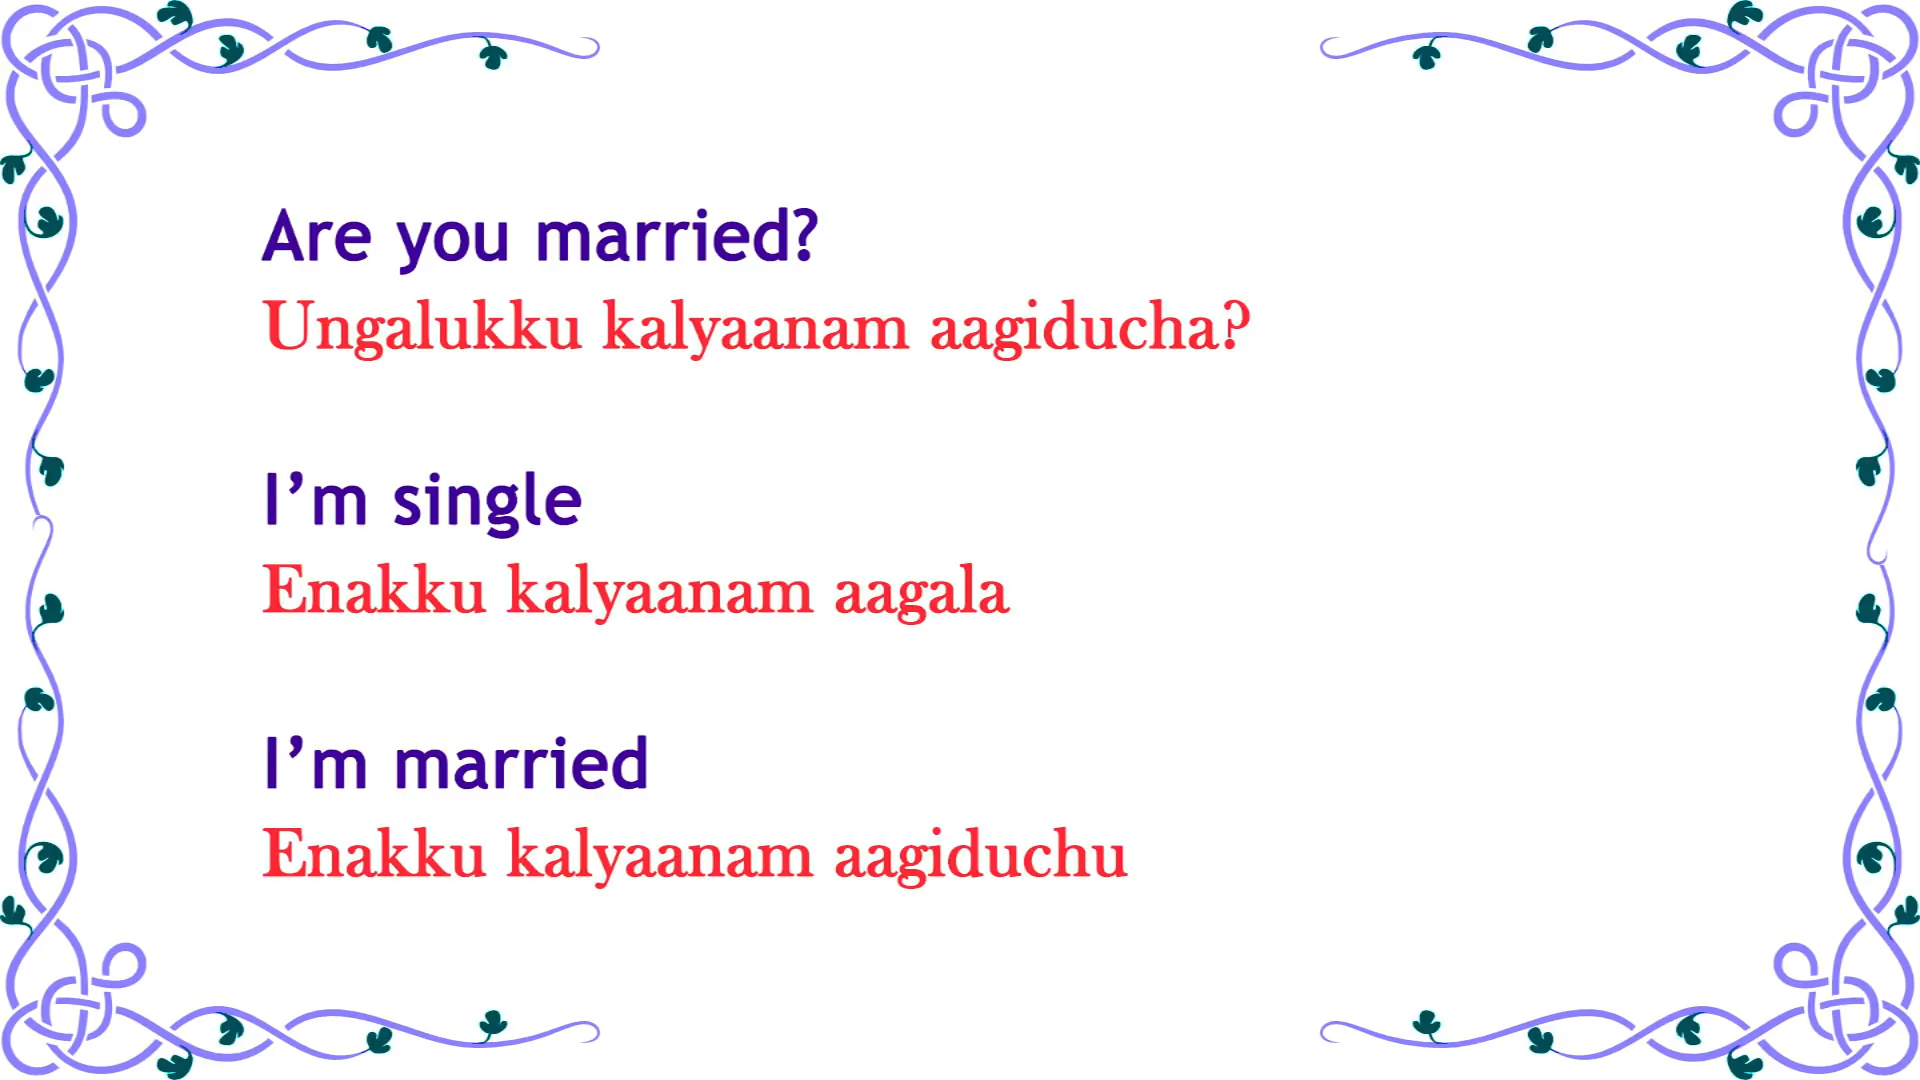 Are you married?
Ungalukku kalyaanam aagiducha?
I’m single
Enakku kalyaanam aagala
I’m married
Enakku kalyaanam aagiduchu